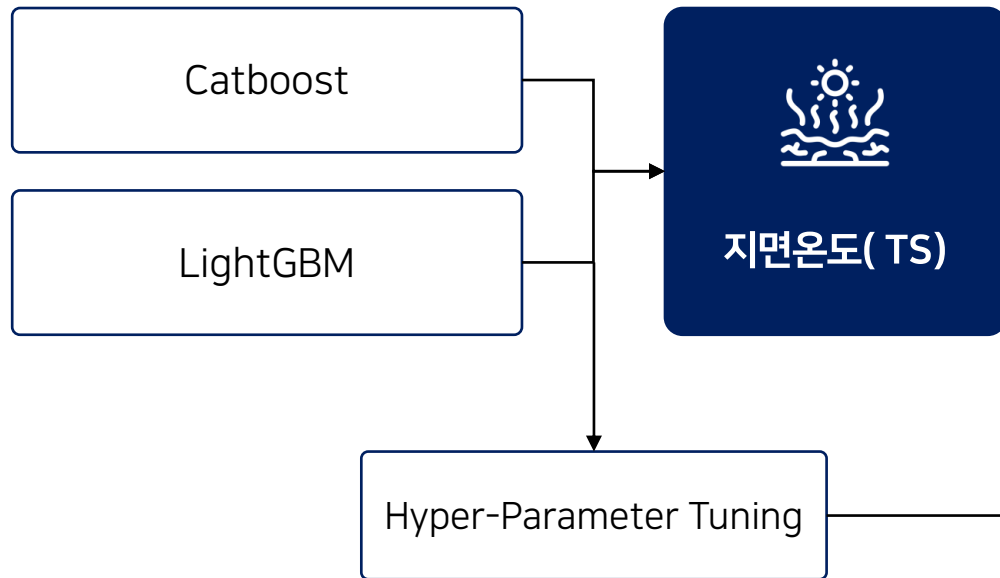 Catboost
LightGBM
지면온도( TS)
Hyper-Parameter Tuning